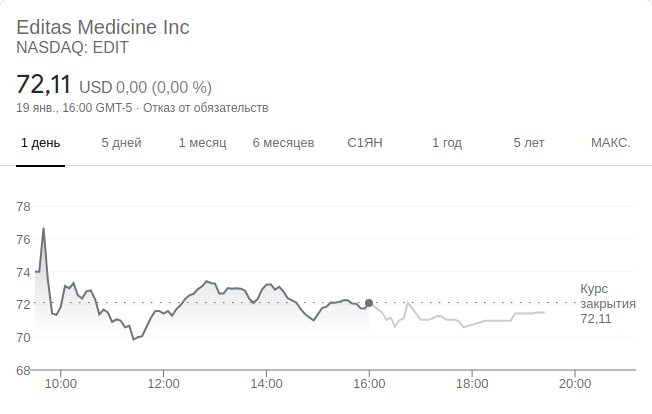 Editas Medicine Inc
NASDAQ: EDIT
72,11 USD 0,00 (0,00 %)
19 янв., 16:00 GMT-5 · Отказ от обязательств
1 день 5 дней 1 месяц 6 месяцев С1ЯН 1 год 5 лет МАКС.
78
76
74
72
70
68
Курс
закрытия
72,11
10:00 12:00 14:00 16:00 18:00 20:00